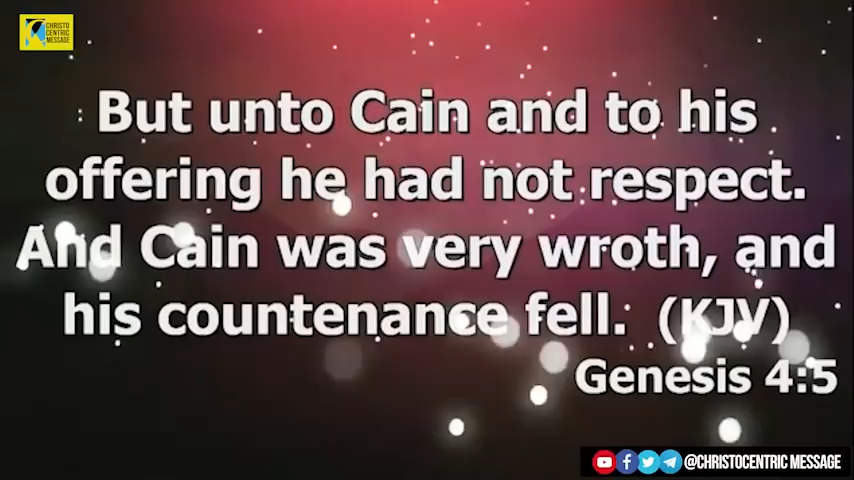 CHRISTO
CENTRIC
MESSAGE
But unto Cain and to his
offering he had not respect.
And Cain was very wroth, and
his countenance fell. (KJV)
Genesis 4:5
@CHRISTOCENTRIC MESSAGE